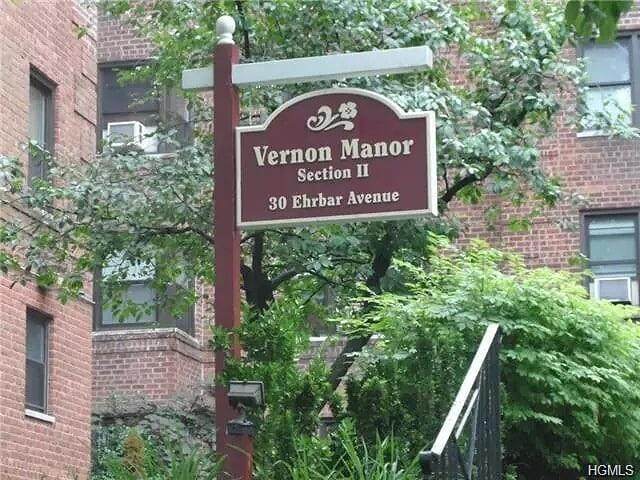 Vernon Manor
Section II
30 Ehrbar Avenue
HGMLS